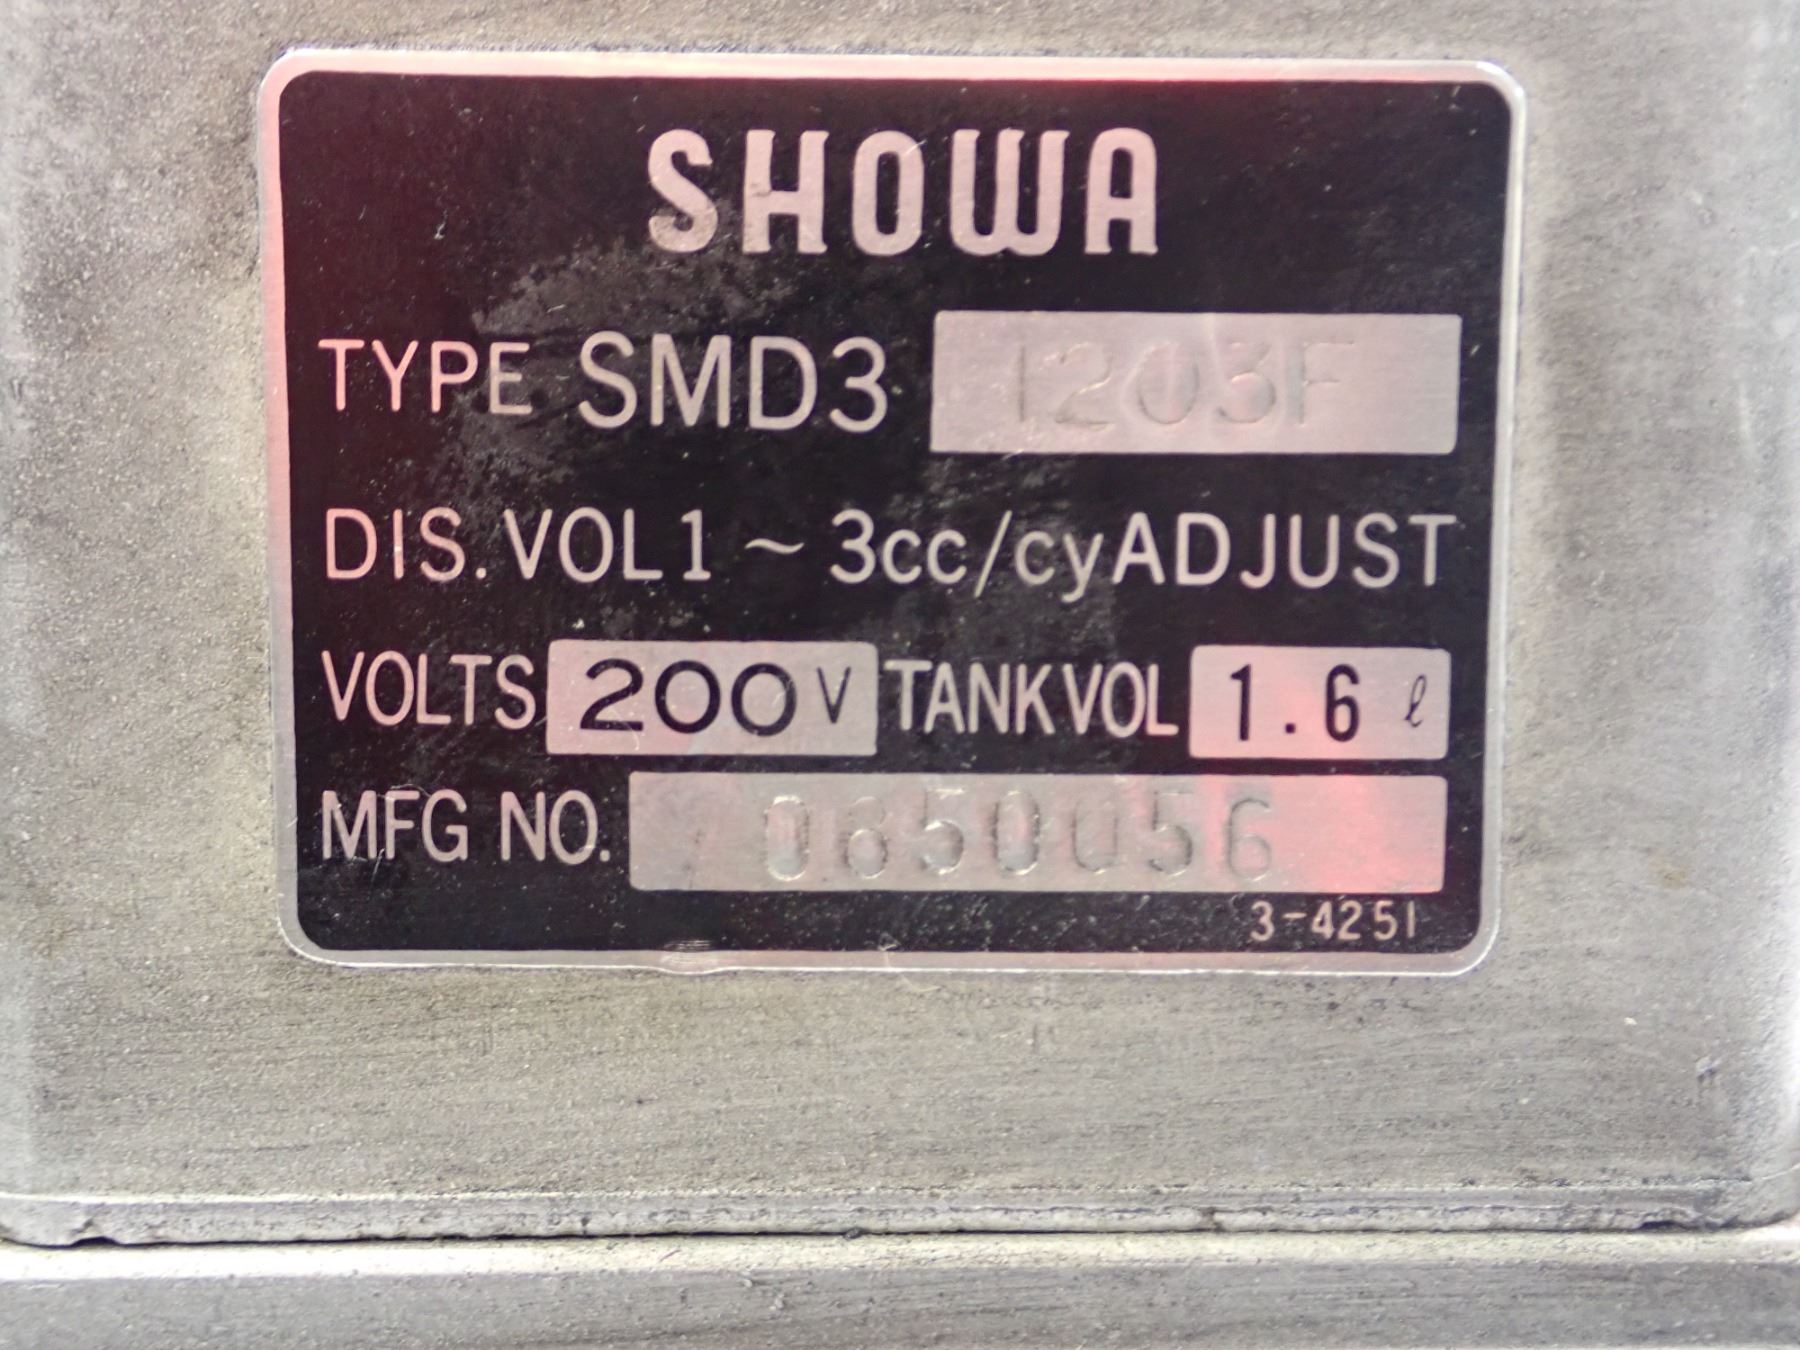 SHOWA
TYPE SMD3 1203F
DIS. VOL 1 ~ 3cc/cy ADJUST
VOLTS 200 V TANK VOL 1.6 ℓ
MFG NO. 0850056
3-4251